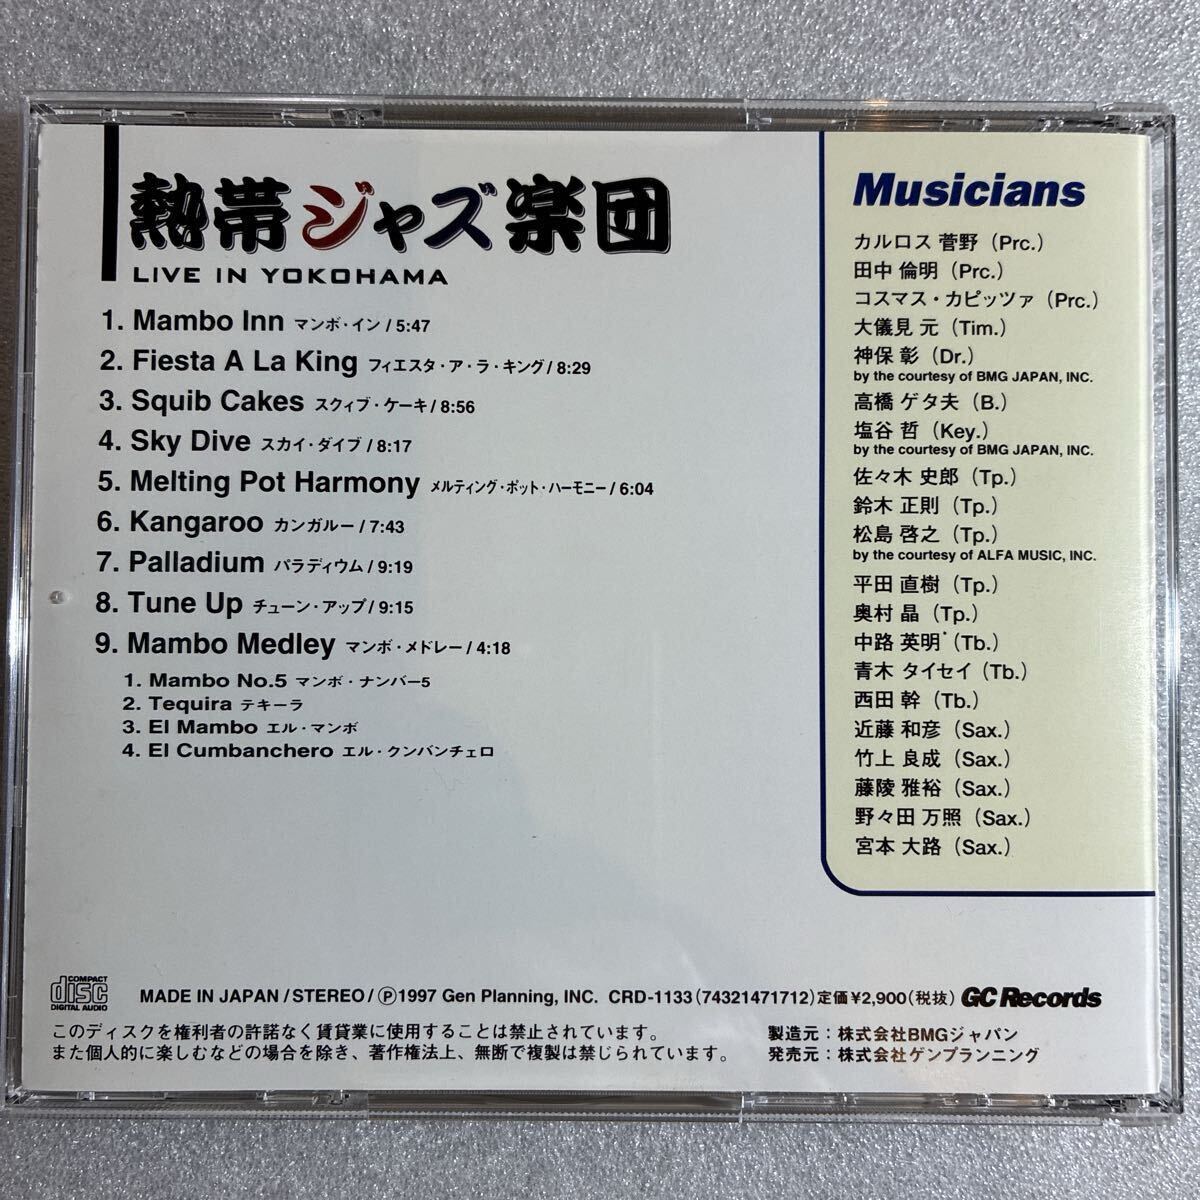 熱帯ジャズ楽団
LIVE IN YOKOHAMA
1. Mambo Inn マンボ・イン / 5:47
2. Fiesta A La King フィエスタ・ア・ラ・キング / 8:29
3. Squib Cakes スクィブ・ケーキ / 8:56
4. Sky Dive スカイ・ダイブ / 8:17
5. Melting Pot Harmony メルティング・ポット・ハーモニー / 6:04
6. Kangaroo カンガルー / 7:43
7. Palladium パラディウム / 9:19
8. Tune Up チューン・アップ / 9:15
9. Mambo Medley マンボ・メドレー / 4:18
1. Mambo No.5 マンボ・ナンバー5
2. Tequira テキーラ
3. El Mambo エル・マンボ
4. El Cumbanchero エル・クンバンチェロ
Musicians
カルロス 菅野 (Prc.)
田中 倫明 (Prc.)
コスマス・カピッツァ (Prc.)
大儀見 元 (Tim.)
神保 彰 (Dr.)
by the courtesy of BMG JAPAN, INC.
高橋 ゲタ夫 (B.)
塩谷 哲 (Key.)
by the courtesy of BMG JAPAN, INC.
佐々木 史郎 (Tp.)
鈴木 正則 (Tp.)
松島 啓之 (Tp.)
by the courtesy of ALFA MUSIC, INC.
平田 直樹 (Tp.)
奥村 晶 (Tp.)
中路 英明 (Tb.)
青木 タイセイ (Tb.)
西田 幹 (Tb.)
近藤 和彦 (Sax.)
竹上 良成 (Sax.)
藤陵 雅裕 (Sax.)
野々田 万照 (Sax.)
宮本 大路 (Sax.)
COMPACT
disc
DIGITAL AUDIO
MADE IN JAPAN / STEREO / Ⓟ1997 Gen Planning, INC. CRD-1133 (74321471712) 定価¥2,900(税抜) GC Records
このディスクを権利者の許諾なく賃貸業に使用することは禁止されています。
また個人的に楽しむなどの場合を除き、著作権法上、無断で複製は禁じられています。
製造元：株式会社BMGジャパン
発売元：株式会社ゲンプランニング